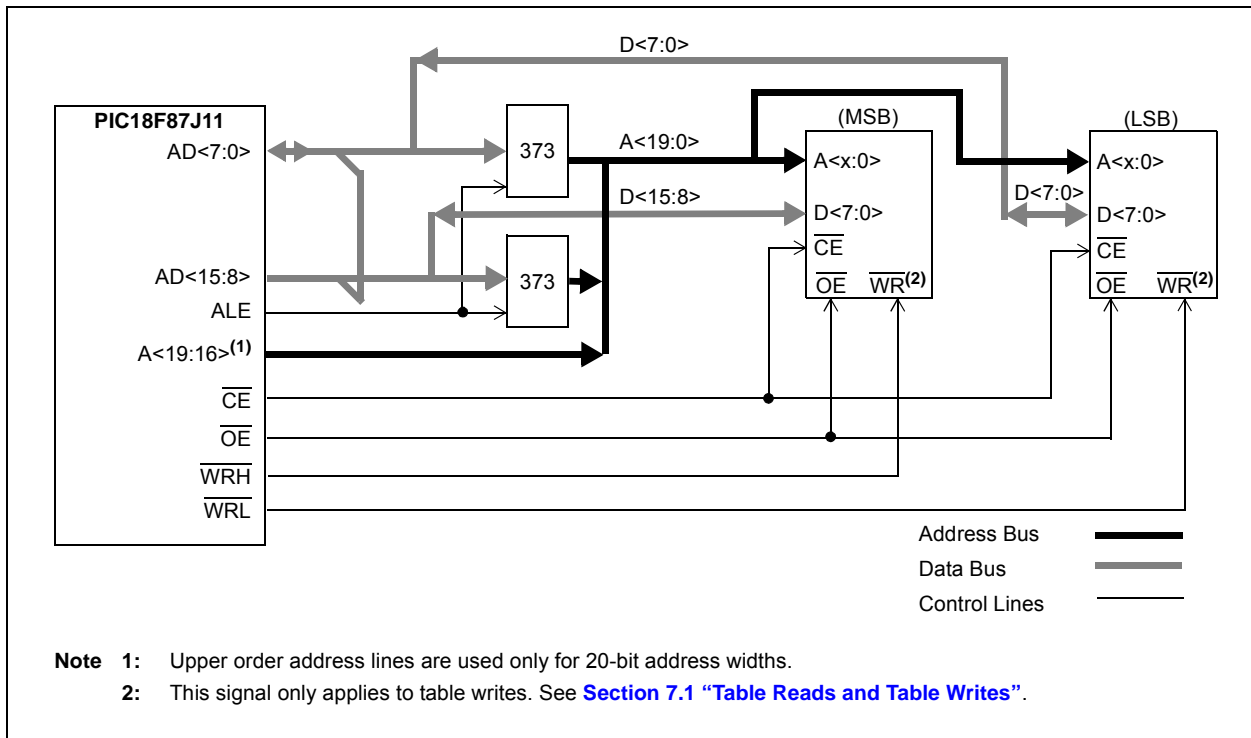 D<7:0>
PIC18F87J11
AD<7:0>
373
A<19:0>
(MSB)
(LSB)
A<x:0>
A<x:0>
D<15:8>
D<7:0>
D<7:0>
D<7:0>
CE
CE
AD<15:8>
373
OE WR(2)
OE WR(2)
ALE
A<19:16>(1)
CE
OE
WRH
WRL
Address Bus
Data Bus
Control Lines
Note 1: Upper order address lines are used only for 20-bit address widths.
2: This signal only applies to table writes. See Section 7.1 “Table Reads and Table Writes”.